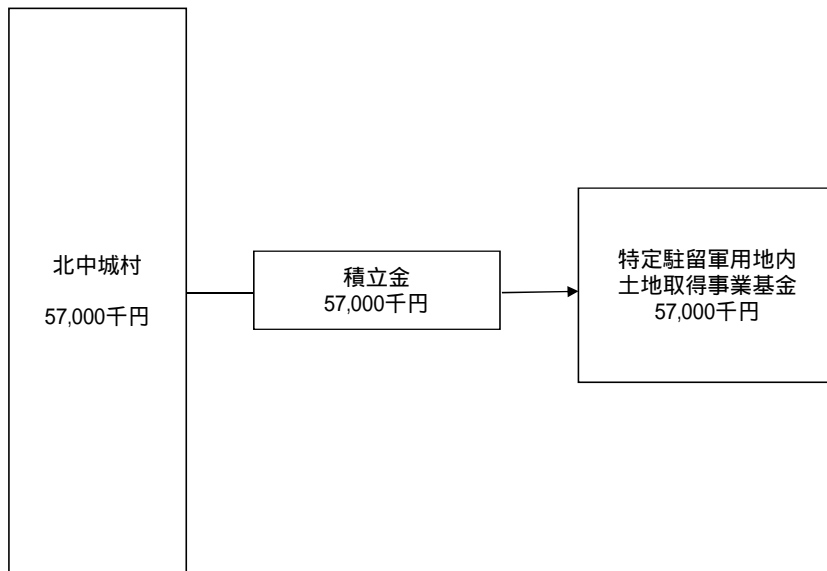 北中城村
57,000千円
積立金
57,000千円
特定駐留軍用地内
土地取得事業基金
57,000千円